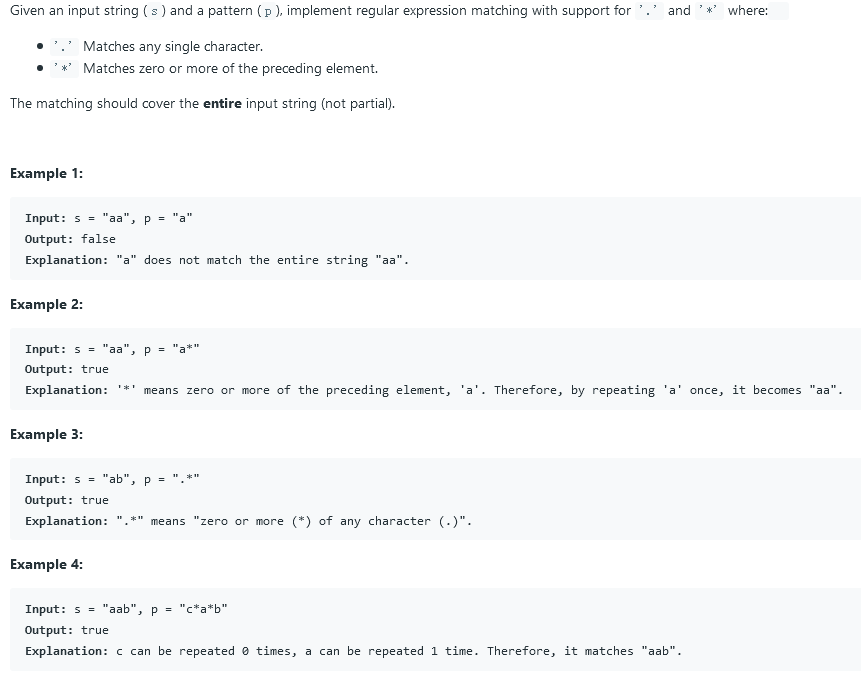 Given an input string (s) and a pattern (p), implement regular expression matching with support for '.' and '*' where:
• '.' Matches any single character.
• '*' Matches zero or more of the preceding element.
The matching should cover the entire input string (not partial).
Example 1:
Input: s = "aa", p = "a"
Output: false
Explanation: "a" does not match the entire string "aa".
Example 2:
Input: s = "aa", p = "a*"
Output: true
Explanation: '*' means zero or more of the preceding element, 'a'. Therefore, by repeating 'a' once, it becomes "aa".
Example 3:
Input: s = "ab", p = ".*"
Output: true
Explanation: ".*" means "zero or more (*) of any character (.)".
Example 4:
Input: s = "aab", p = "c*a*b"
Output: true
Explanation: c can be repeated 0 times, a can be repeated 1 time. Therefore, it matches "aab".